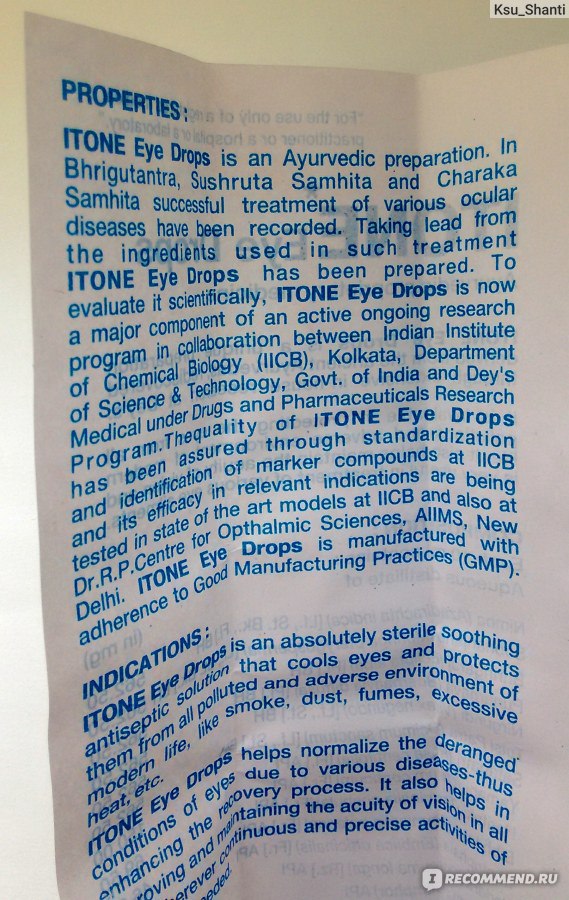 Ksu_Shanti
PROPERTIES:
ITONE Eye Drops is an Ayurvedic preparation. In
Bhrigutantra, Sushruta Samhita and Charaka
Samhita successful treatment of various ocular
diseases have been recorded. Taking lead from
the ingredients used in such treatment
ITONE Eye Drops has been prepared. To
evaluate it scientifically, ITONE Eye Drops is now
a major component of an active ongoing research
program in collaboration between Indian Institute
of Chemical Biology (IICB), Kolkata, Department
of Science & Technology, Govt. of India and Dey's
Medical under Drugs and Pharmaceuticals Research
Program.Thequality of ITONE Eye Drops
has been assured through standardization
and identification of marker compounds at IICB
and its efficacy in relevant indications are being
tested in state of the art models at IICB and also at
Dr.R.P.Centre for Opthalmic Sciences, AIIMS, New
Delhi. ITONE Eye Drops is manufactured with
adherence to Good Manufacturing Practices (GMP).
INDICATIONS:
ITONE Eye Drops is an absolutely sterile soothing
antiseptic solution that cools eyes and protects
them from all polluted and adverse environment of
modern life, like smoke, dust, fumes, excessive
heat, etc.
ITONE Eye Drops helps normalize the deranged
conditions of eyes due to various diseases-thus
enhancing the recovery process. It also helps in
roving and maintaining the acuity of vision in all
herever continuous and precise activities of
eeded.
IRECOMMEND.RU